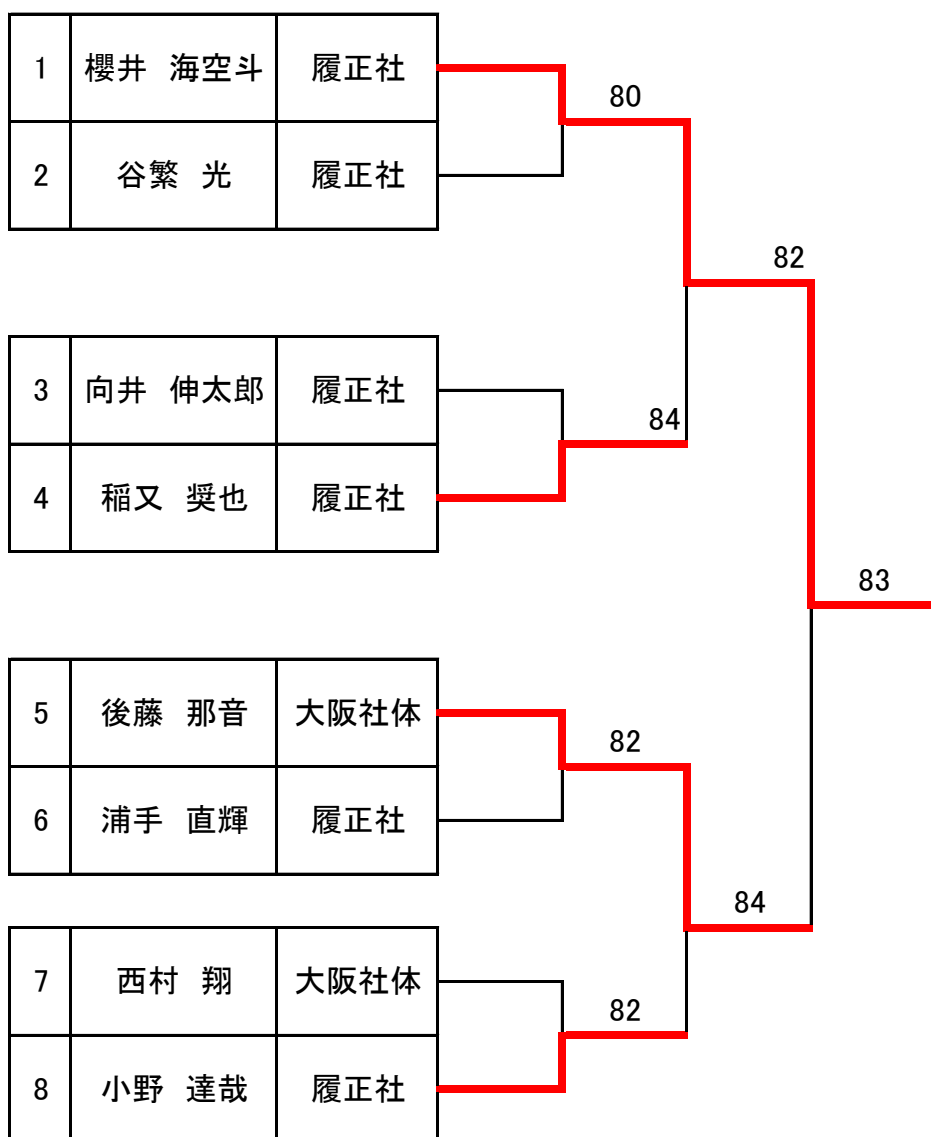 1 櫻井 海空斗 履正社
80
2 谷繁 光 履正社
82
3 向井 伸太郎 履正社
84
4 稲又 奨也 履正社
83
5 後藤 那音 大阪社体
82
6 浦手 直輝 履正社
84
7 西村 翔 大阪社体
82
8 小野 達哉 履正社